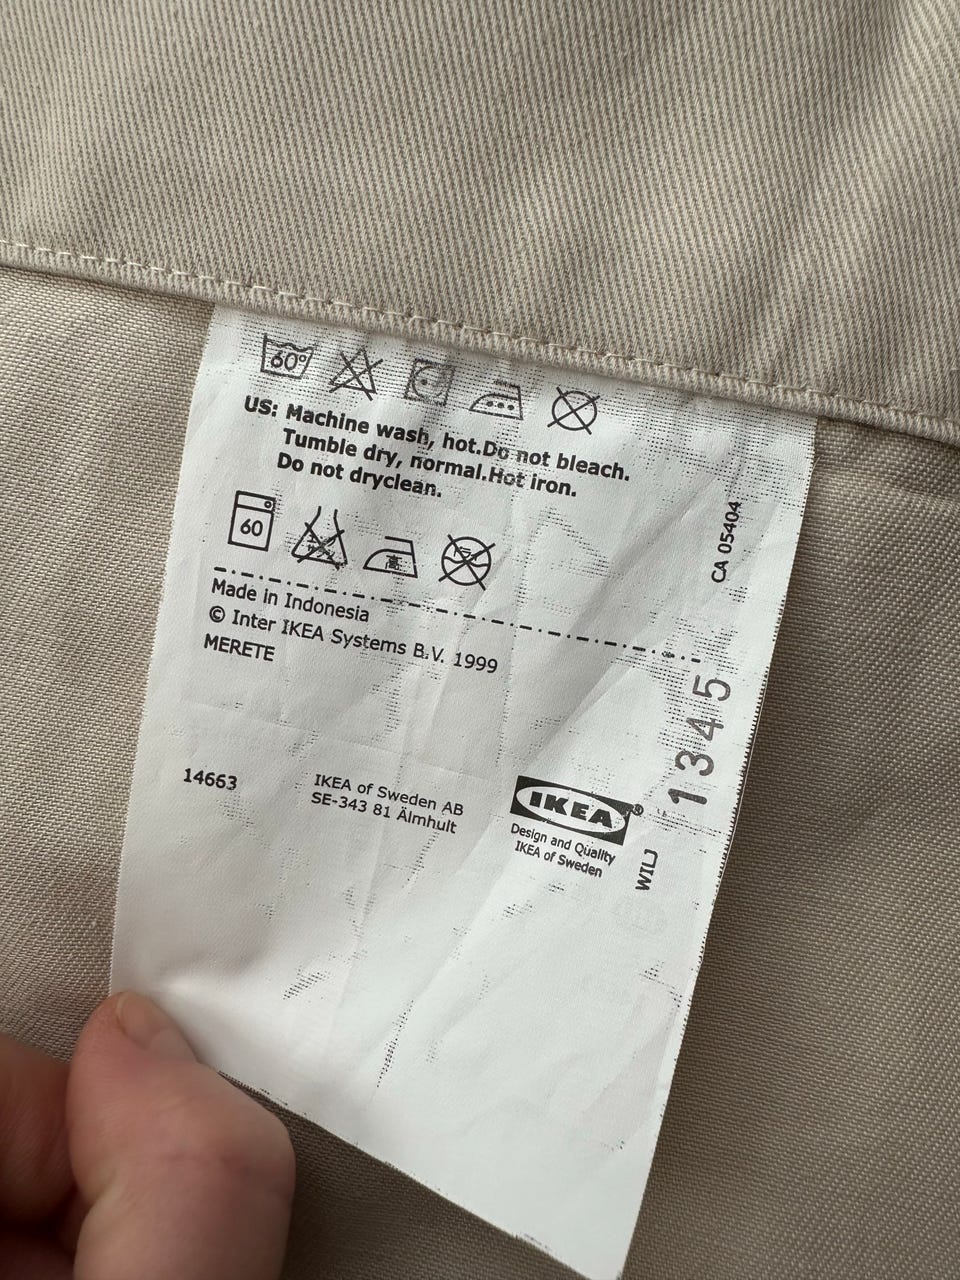 60°
US: Machine wash, hot.Do not bleach.
Tumble dry, normal.Hot iron.
Do not dryclean.
60
CA 05404
Made in Indonesia
© Inter IKEA Systems B.V. 1999
MERETE
1345
14663
IKEA of Sweden AB
SE-343 81 Älmhult
IKEA®
Design and Quality
IKEA of Sweden
WILJ